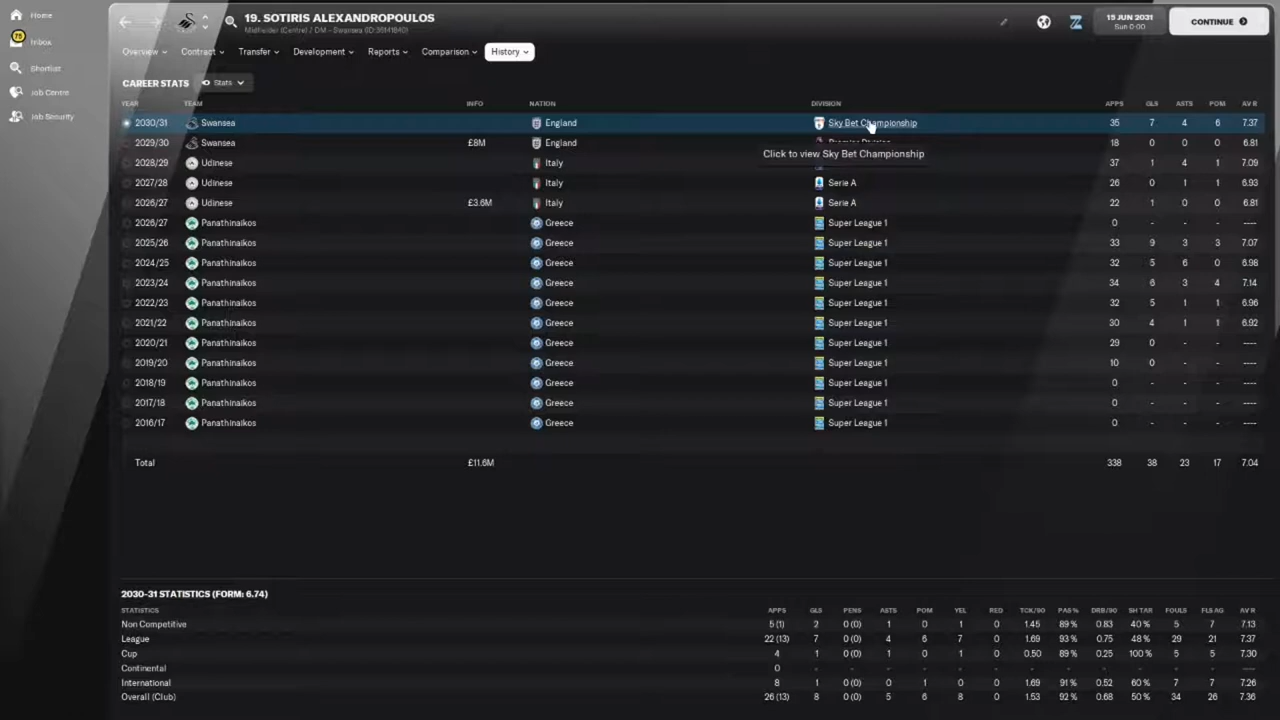 Home
19. SOTIRIS ALEXANDROPOULOS
Midfielder (Centre) / DM - Swansea (ID:36141840)
15 JUN 2031
Sun 0:00
CONTINUE
75
Inbox
Shortlist
Job Centre
Job Security
Overview Contract Transfer Development Reports Comparison History
CAREER STATS Stats
YEAR TEAM INFO NATION DIVISION APPS GLS ASTS POM AV R
2030/31 Swansea England Sky Bet Championship 35 7 4 6 7.37
2029/30 Swansea £8M England 18 0 0 0 6.81
Click to view Sky Bet Championship
2028/29 Udinese Italy 37 1 4 1 7.09
2027/28 Udinese Italy Serie A 26 0 1 1 6.93
2026/27 Udinese £3.6M Italy Serie A 22 1 0 0 6.81
2026/27 Panathinaikos Greece Super League 1 0 - - - ----
2025/26 Panathinaikos Greece Super League 1 33 9 3 3 7.07
2024/25 Panathinaikos Greece Super League 1 32 5 6 0 6.98
2023/24 Panathinaikos Greece Super League 1 34 6 3 4 7.14
2022/23 Panathinaikos Greece Super League 1 32 5 1 1 6.96
2021/22 Panathinaikos Greece Super League 1 30 4 1 1 6.92
2020/21 Panathinaikos Greece Super League 1 29 0 - - ----
2019/20 Panathinaikos Greece Super League 1 10 0 - - ----
2018/19 Panathinaikos Greece Super League 1 0 - - - ----
2017/18 Panathinaikos Greece Super League 1 0 - - - ----
2016/17 Panathinaikos Greece Super League 1 0 - - - ----
Total £11.6M 338 38 23 17 7.04
2030-31 STATISTICS (FORM: 6.74)
STATISTICS APPS GLS PENS ASTS POM YEL RED TCK/90 PAS % DRB/90 SH TAR FOULS FLS AG AV R
Non Competitive 5 (1) 2 0 (0) 1 0 1 0 1.45 89 % 0.83 40 % 5 7 7.13
League 22 (13) 7 0 (0) 4 6 7 0 1.69 93 % 0.75 48 % 29 21 7.37
Cup 4 1 0 (0) 1 0 1 0 0.50 89 % 0.25 100 % 5 5 7.30
Continental 0 - - - - - - - - - - - - ----
International 8 1 0 (0) 0 1 0 0 1.69 91 % 0.52 60 % 7 7 7.26
Overall (Club) 26 (13) 8 0 (0) 5 6 8 0 1.53 92 % 0.68 50 % 34 26 7.36